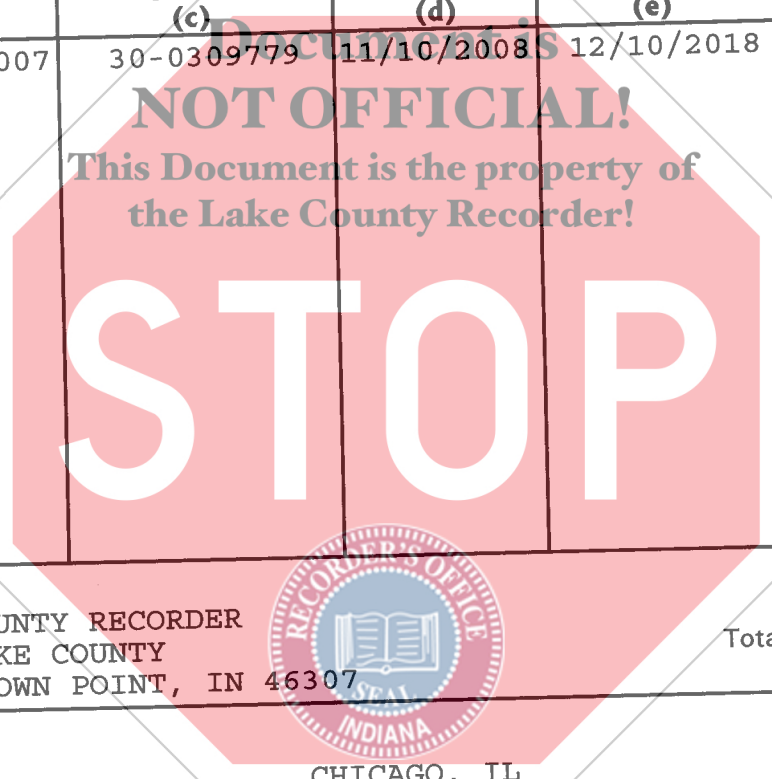 (c) (d) (e)
Document is
007 30-0309779 11/10/2008 12/10/2018
NOT OFFICIAL!
This Document is the property of
the Lake County Recorder!
STOP
RECORDER'S OFFICE
UNTY RECORDER
KE COUNTY
Tota
OWN POINT, IN 46307
SEAL
INDIANA
CHICAGO, IL